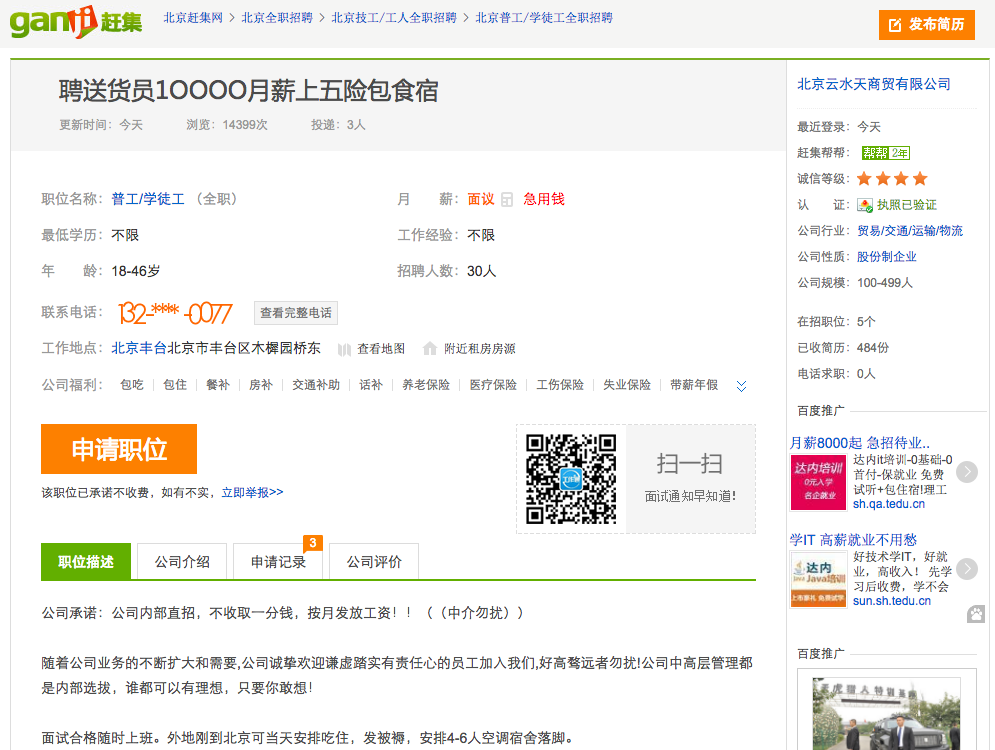 ganji赶集
北京赶集网 > 北京全职招聘 > 北京技工/工人全职招聘 > 北京普工/学徒工全职招聘
发布简历
聘送货员10000月薪上五险包食宿
更新时间：今天 浏览：14399次 投递：3人
职位名称：普工/学徒工（全职）
月 薪：面议 急用钱
最低学历：不限
工作经验：不限
年 龄：18-46岁
招聘人数：30人
联系电话：132-****-0077 查看完整电话
工作地点：北京丰台北京市丰台区木樨园桥东 查看地图 附近租房房源
公司福利：包吃 包住 餐补 房补 交通补助 话补 养老保险 医疗保险 工伤保险 失业保险 带薪年假
申请职位
该职位已承诺不收费，如有不实，立即举报>>
工作通
扫一扫
面试通知早知道！
职位描述 公司介绍 申请记录 3 公司评价
公司承诺：公司内部直招，不收取一分钱，按月发放工资！！（（中介勿扰））
随着公司业务的不断扩大和需要,公司诚挚欢迎谦虚踏实有责任心的员工加入我们,好高骛远者勿扰!公司中高层管理都
是内部选拔，谁都可以有理想，只要你敢想!
面试合格随时上班。外地刚到北京可当天安排吃住，发被褥，安排4-6人空调宿舍落脚。
北京云水天商贸有限公司
最近登录：今天
赶集帮帮：帮帮2年
诚信等级：
认 证：执照已验证
公司行业：贸易/交通/运输/物流
公司性质：股份制企业
公司规模：100-499人
在招职位：5个
已收简历：484份
电话求职：0人
百度推广
月薪8000起 急招待业..
达内培训
0元入学
名企就业
达内it培训-0基础-0
首付-保就业 免费
试听+包住宿!理工
sh.qa.tedu.cn
学IT 高薪就业不用愁
达内
Java培训
好技术学IT，好就
业，高收入！ 先学
习后收费，学不会
sun.sh.tedu.cn
百度推广